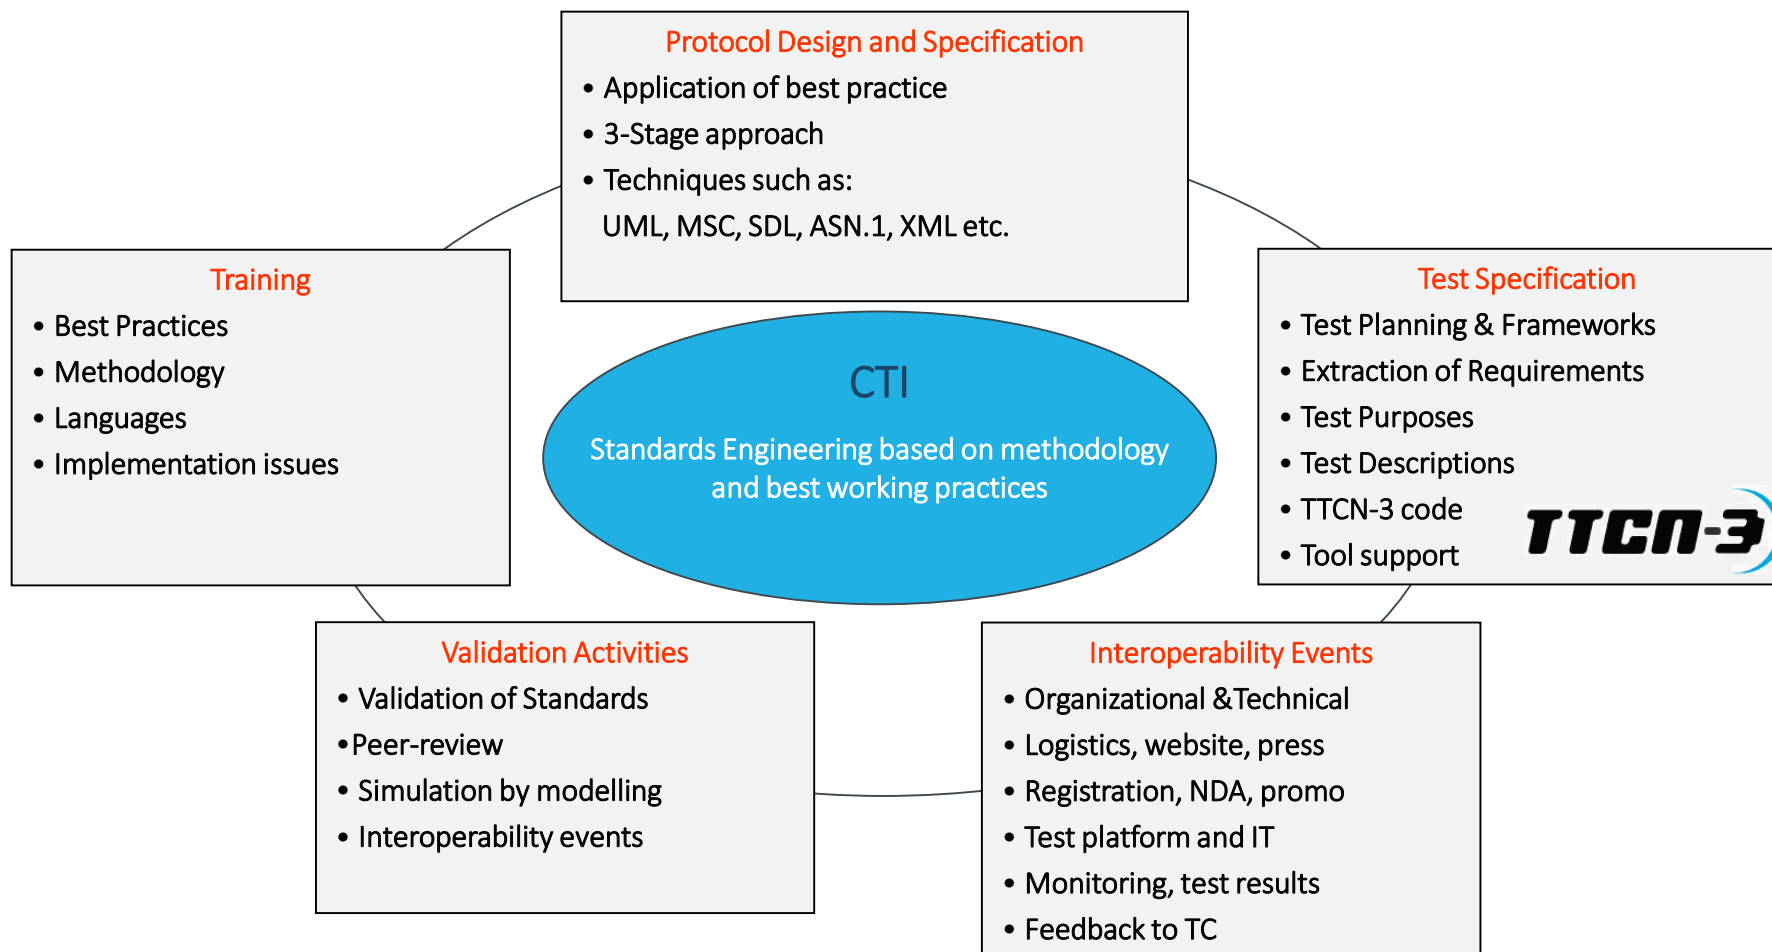 Protocol Design and Specification
• Application of best practice
• 3-Stage approach
• Techniques such as:
UML, MSC, SDL, ASN.1, XML etc.
Training
• Best Practices
• Methodology
• Languages
• Implementation issues
CTI
Standards Engineering based on methodology
and best working practices
Test Specification
• Test Planning & Frameworks
• Extraction of Requirements
• Test Purposes
• Test Descriptions
• TTCN-3 code
• Tool support
TTCN-3
Validation Activities
• Validation of Standards
•Peer-review
• Simulation by modelling
• Interoperability events
Interoperability Events
• Organizational &Technical
• Logistics, website, press
• Registration, NDA, promo
• Test platform and IT
• Monitoring, test results
• Feedback to TC